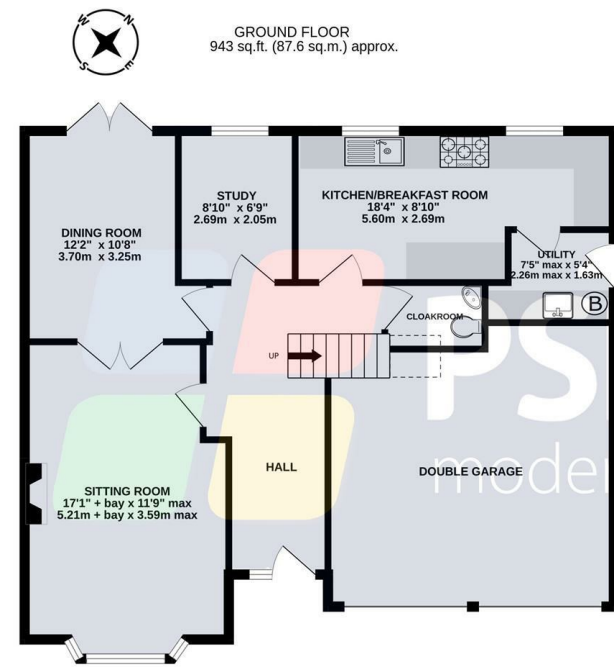 GROUND FLOOR
943 sq.ft. (87.6 sq.m.) approx.
W
N
S
E
DINING ROOM
12'2" x 10'8"
3.70m x 3.25m
STUDY
8'10" x 6'9"
2.69m x 2.05m
KITCHEN/BREAKFAST ROOM
18'4" x 8'10"
5.60m x 2.69m
UTILITY
7'5" max x 5'4"
2.26m max x 1.63m
B
CLOAKROOM
UP
PS
mode
SITTING ROOM
17'1" + bay x 11'9" max
5.21m + bay x 3.59m max
HALL
DOUBLE GARAGE